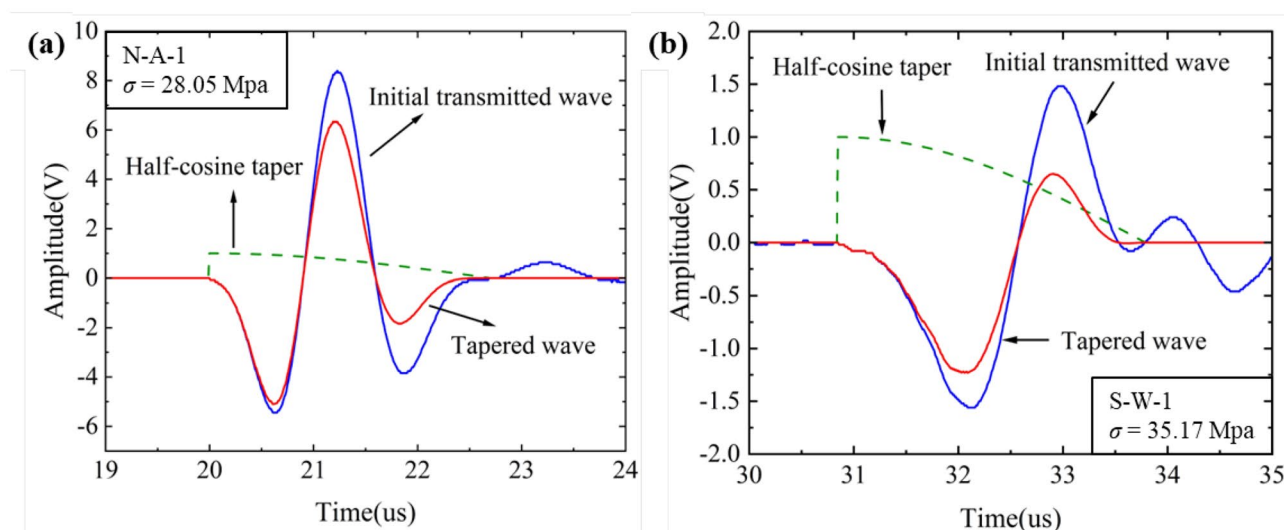 (a)
N-A-1
σ = 28.05 Mpa
Initial transmitted wave
Half-cosine taper
Tapered wave
Amplitude(V)
10
8
6
4
2
0
-2
-4
-6
19 20 21 22 23 24
Time(us)
(b)
Half-cosine taper
Initial transmitted wave
Tapered wave
S-W-1
σ = 35.17 Mpa
Amplitude(V)
2.0
1.5
1.0
0.5
0.0
-0.5
-1.0
-1.5
-2.0
30 31 32 33 34 35
Time(us)